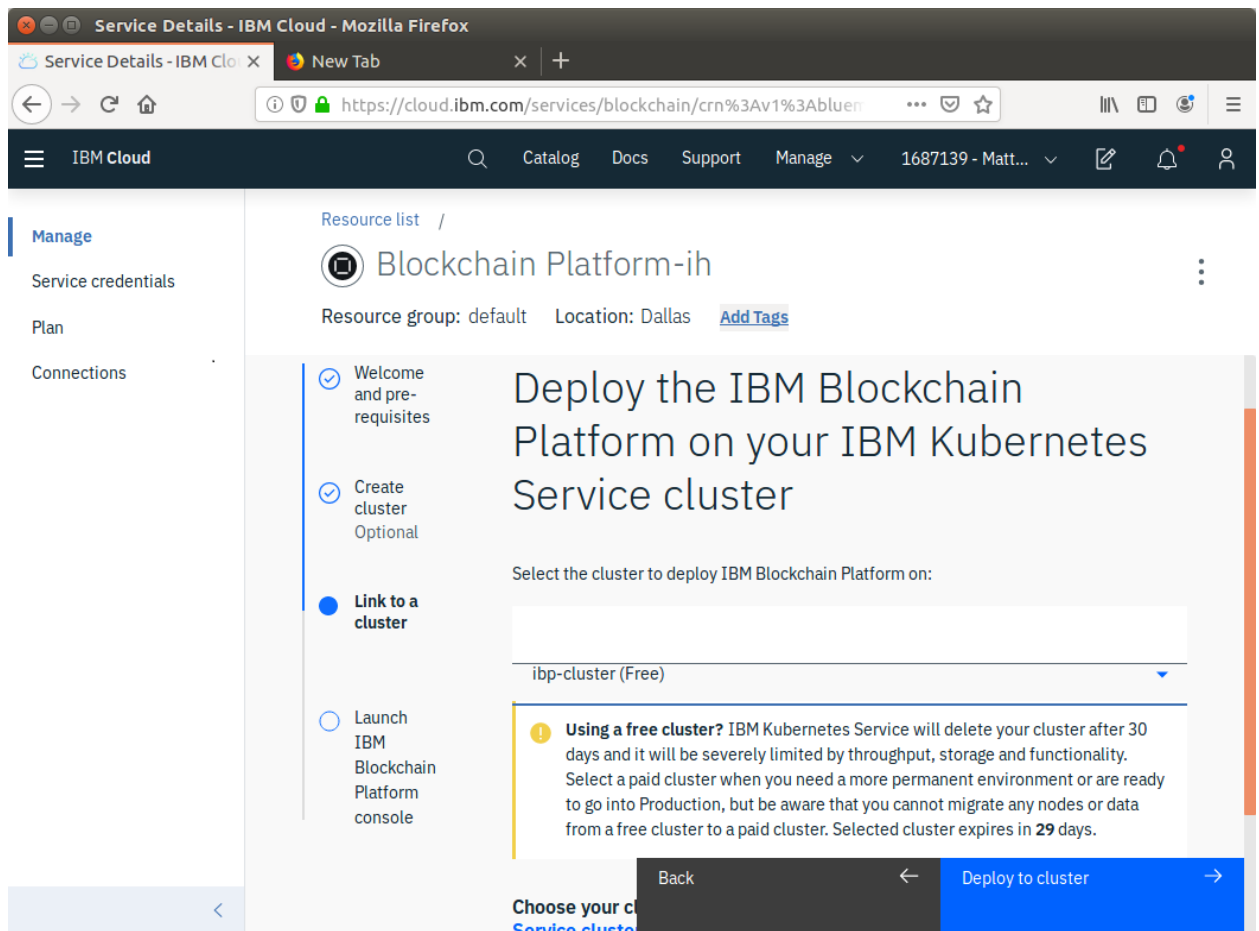 Service Details - IBM Cloud - Mozilla Firefox
Service Details - IBM Clou
New Tab
https://cloud.ibm.com/services/blockchain/crn%3Av1%3Abluem
IBM Cloud
Catalog
Docs
Support
Manage
1687139 - Matt...
Manage
Service credentials
Plan
Connections
Resource list /
Blockchain Platform-ih
Resource group: default Location: Dallas Add Tags
Welcome
and pre-
requisites
Create
cluster
Optional
Link to a
cluster
Launch
IBM
Blockchain
Platform
console
Deploy the IBM Blockchain
Platform on your IBM Kubernetes
Service cluster
Select the cluster to deploy IBM Blockchain Platform on:
ibp-cluster (Free)
Using a free cluster? IBM Kubernetes Service will delete your cluster after 30
days and it will be severely limited by throughput, storage and functionality.
Select a paid cluster when you need a more permanent environment or are ready
to go into Production, but be aware that you cannot migrate any nodes or data
from a free cluster to a paid cluster. Selected cluster expires in 29 days.
Back
Deploy to cluster
Choose your cl
Service cluste